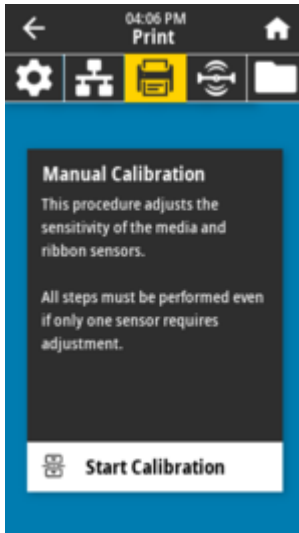 04:06 PM
Print
Manual Calibration
This procedure adjusts the
sensitivity of the media and
ribbon sensors.
All steps must be performed even
if only one sensor requires
adjustment.
Start Calibration